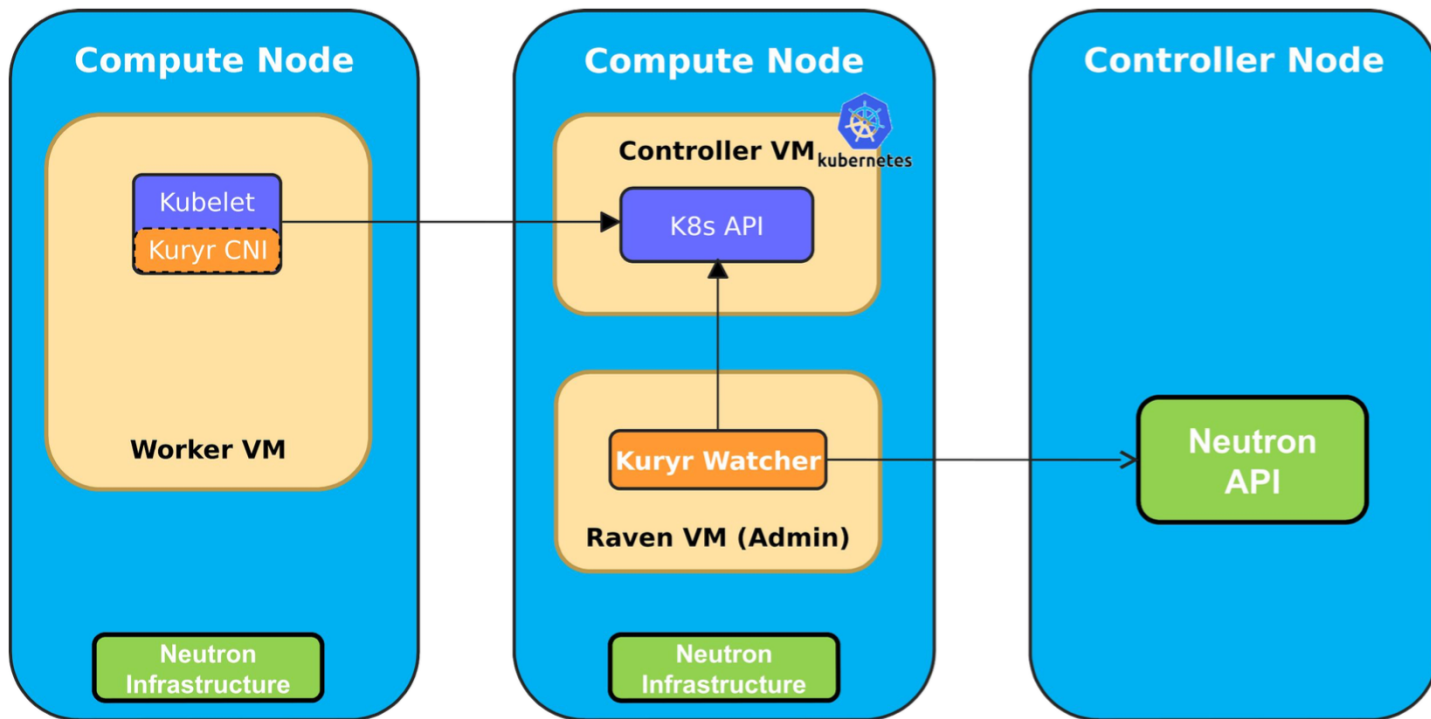 Compute Node
Kubelet
Kuryr CNI
Worker VM
Neutron
Infrastructure
Compute Node
Controller VM
kubernetes
K8s API
Kuryr Watcher
Raven VM (Admin)
Neutron
Infrastructure
Controller Node
Neutron
API